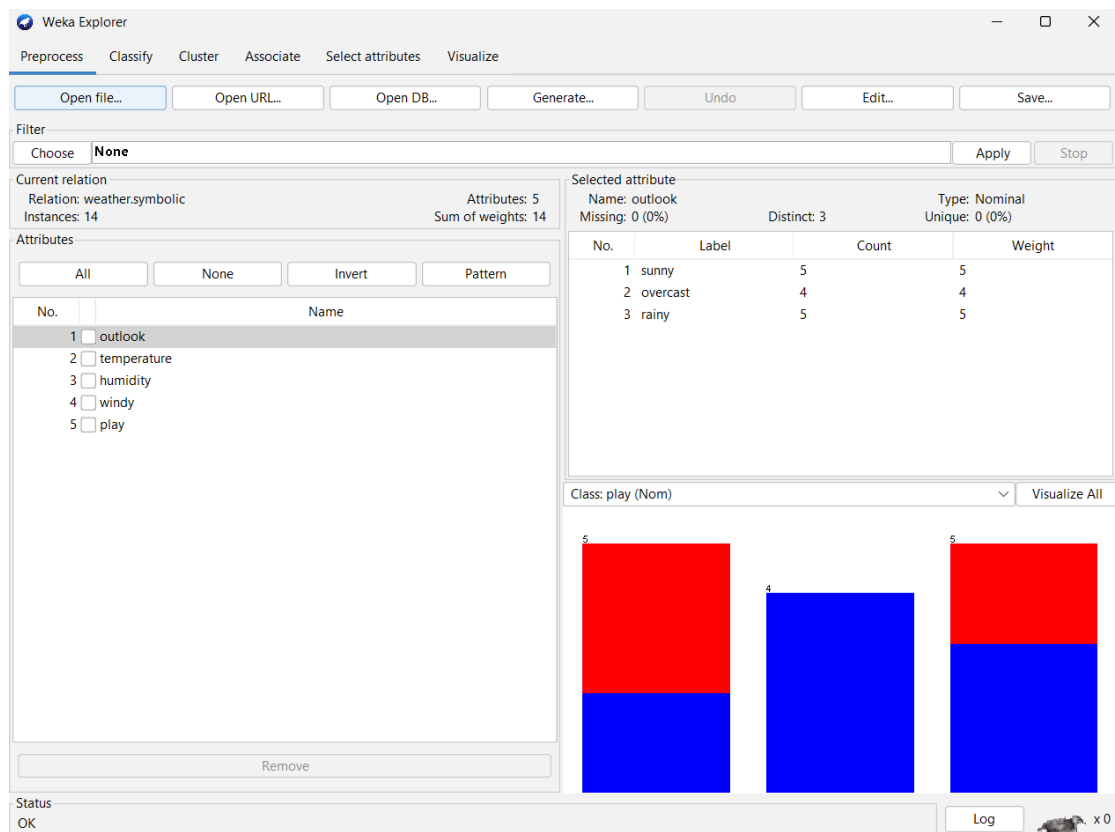 Weka Explorer
Preprocess Classify Cluster Associate Select attributes Visualize
Open file... Open URL... Open DB... Generate... Undo Edit... Save...
Filter
Choose None Apply Stop
Current relation
Relation: weather.symbolic Attributes: 5
Instances: 14 Sum of weights: 14
Attributes
All None Invert Pattern
No. Name
1 outlook
2 temperature
3 humidity
4 windy
5 play
Remove
Selected attribute
Name: outlook Type: Nominal
Missing: 0 (0%) Distinct: 3 Unique: 0 (0%)
No. Label Count Weight
1 sunny 5 5
2 overcast 4 4
3 rainy 5 5
Class: play (Nom) Visualize All
5 4 5
Status
OK Log x 0